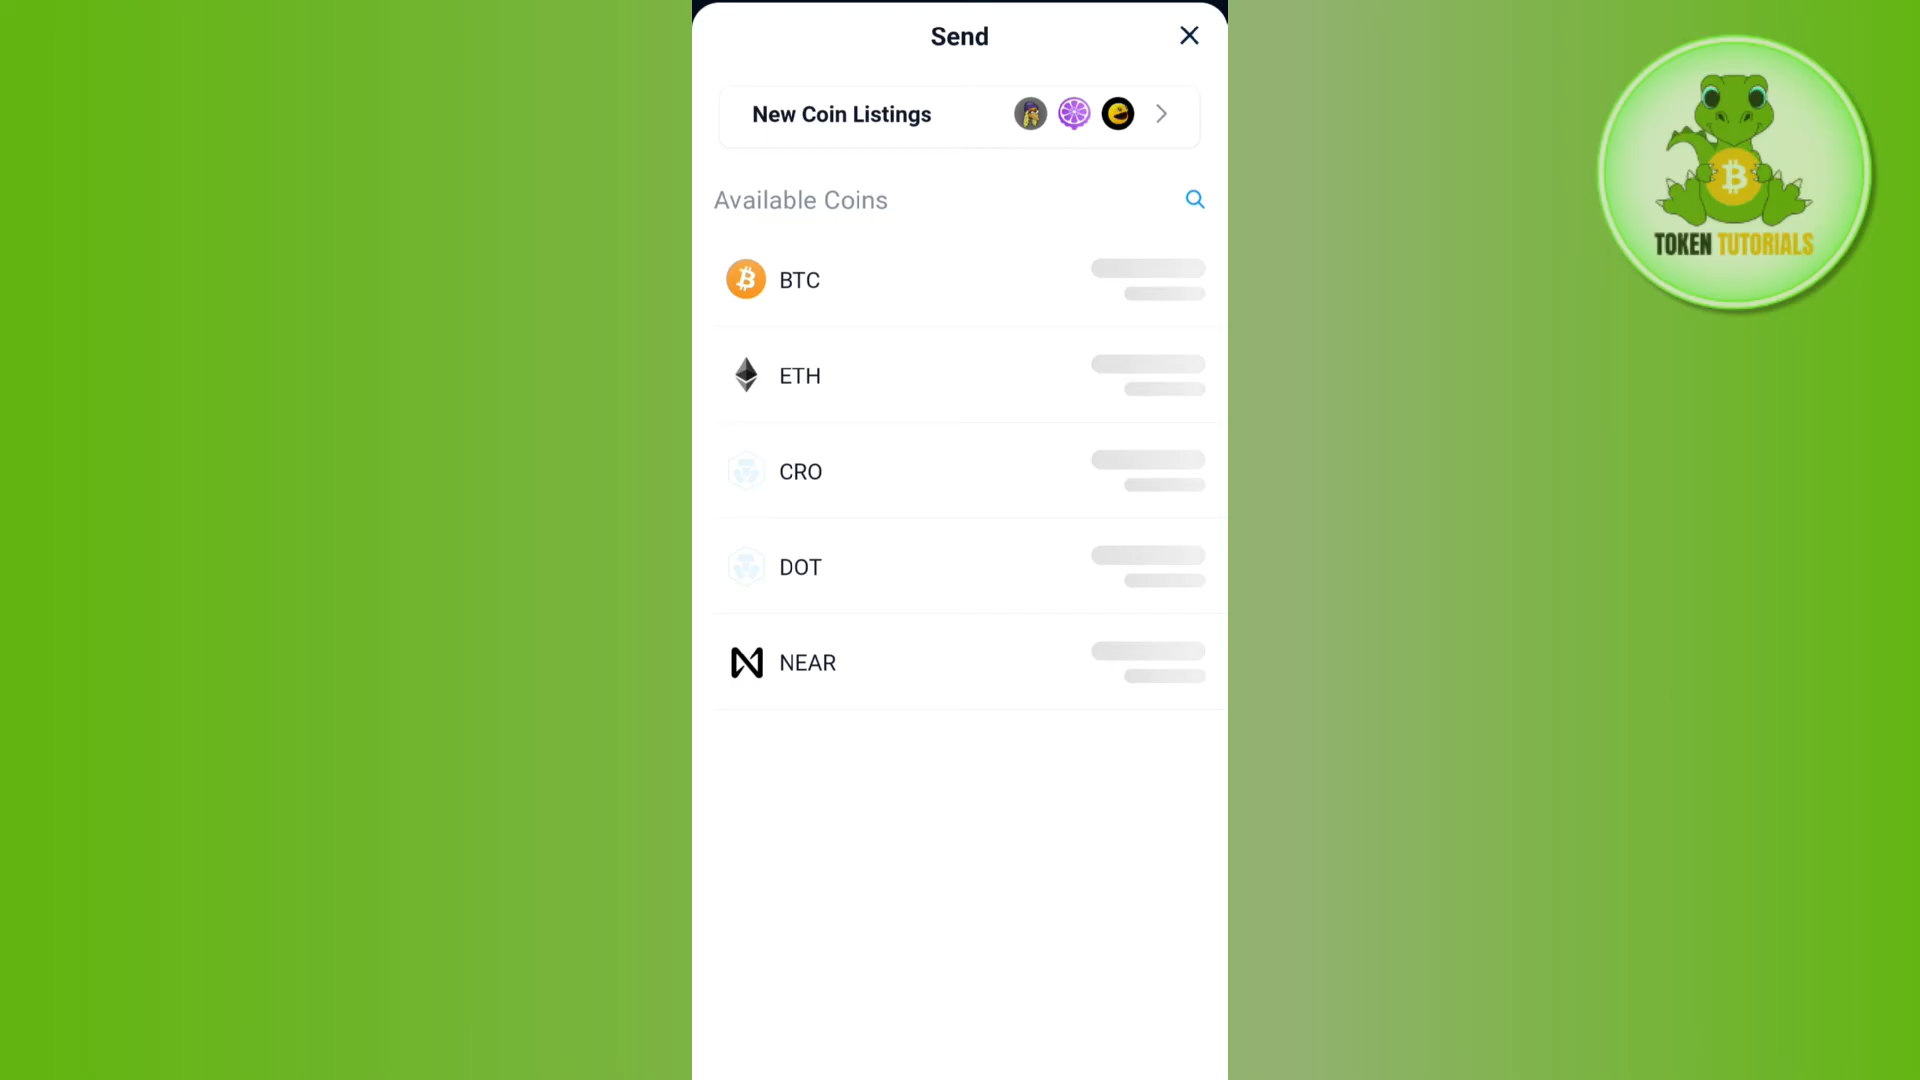 Send
New Coin Listings
Available Coins
BTC
ETH
CRO
DOT
NEAR
TOKEN TUTORIALS